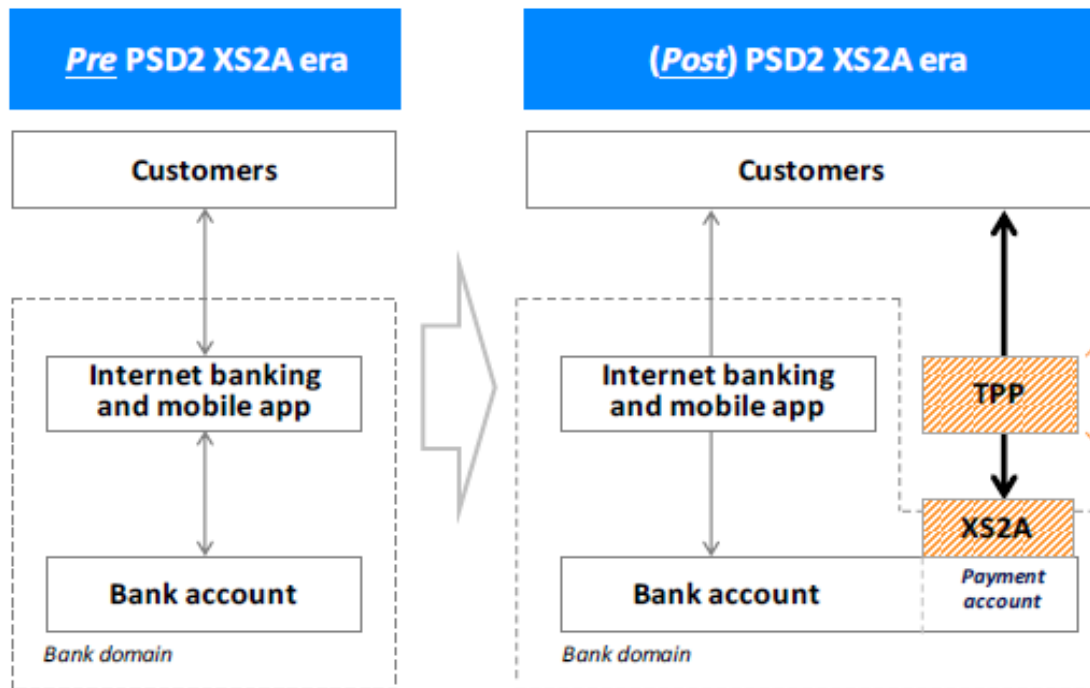 Pre PSD2 XS2A era
Customers
Internet banking
and mobile app
Bank account
Bank domain
(Post) PSD2 XS2A era
Customers
Internet banking
and mobile app
TPP
XS2A
Bank account
Payment
account
Bank domain